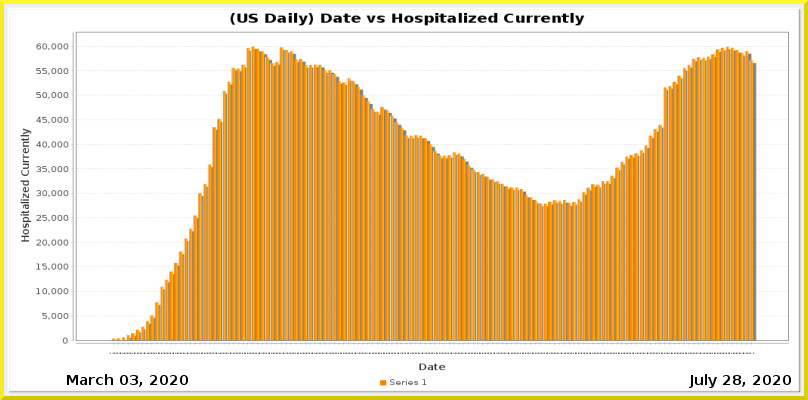 (US Daily) Date vs Hospitalized Currently
Hospitalized Currently
60,000
55,000
50,000
45,000
40,000
35,000
30,000
25,000
20,000
15,000
10,000
5,000
0
Date
March 03, 2020
July 28, 2020
Series 1